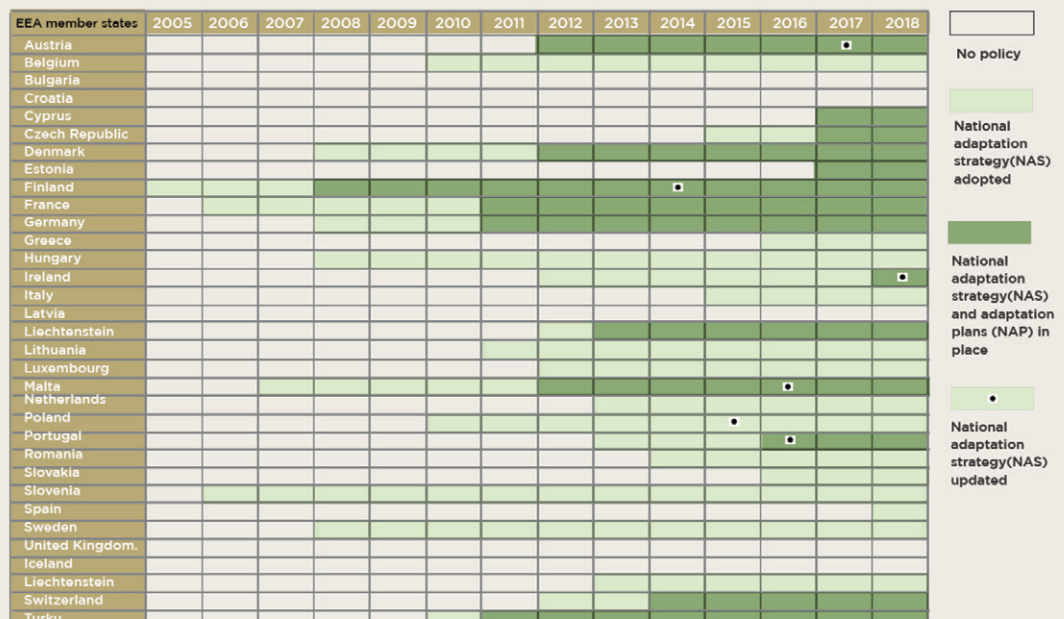 EEA member states 2005 2006 2007 2008 2009 2010 2011 2012 2013 2014 2015 2016 2017 2018
Austria
Belgium
Bulgaria
Croatia
Cyprus
Czech Republic
Denmark
Estonia
Finland
France
Germany
Greece
Hungary
Ireland
Italy
Latvia
Liechtenstein
Lithuania
Luxembourg
Malta
Netherlands
Poland
Portugal
Romania
Slovakia
Slovenia
Spain
Sweden
United Kingdom.
Iceland
Liechtenstein
Switzerland
Turky
No policy
National
adaptation
strategy(NAS)
adopted
National
adaptation
strategy(NAS)
and adaptation
plans (NAP) in
place
National
adaptation
strategy(NAS)
updated